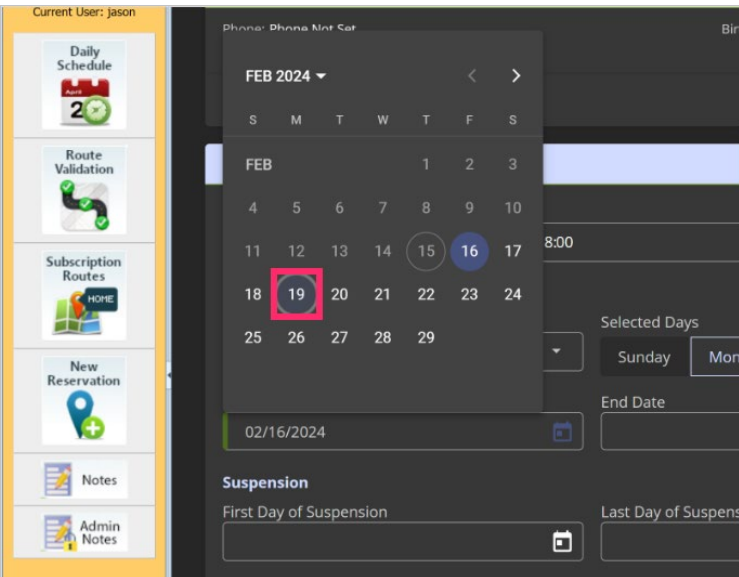 Current User: jason
Daily
Schedule
April
2
Route
Validation
Subscription
Routes
HOME
New
Reservation
Notes
Admin
Notes
Phone: Phone Not Set
Bir
FEB 2024
S M T W T F S
FEB 1 2 3
4 5 6 7 8 9 10
11 12 13 14 15 16 17
18 19 20 21 22 23 24
25 26 27 28 29
8:00
Selected Days
Sunday Mon
End Date
02/16/2024
Suspension
First Day of Suspension
Last Day of Suspens